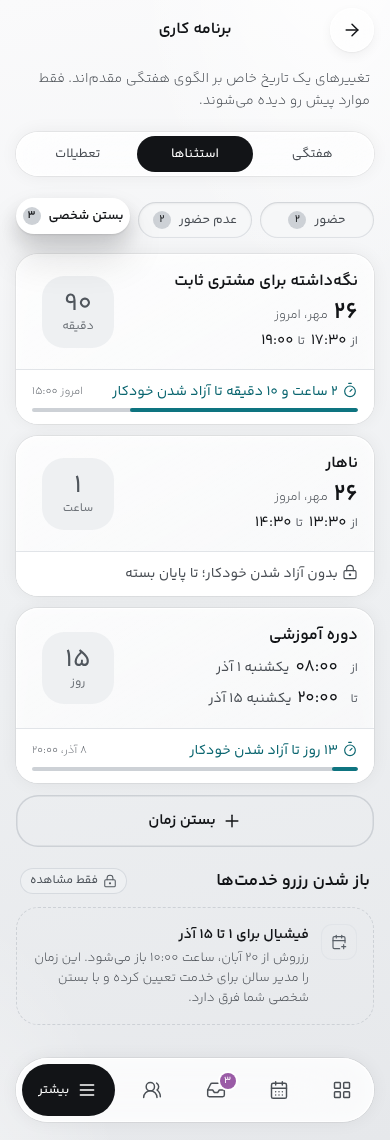 برنامه کاری
تغییرهای یک تاریخ خاص بر الگوی هفتگی مقدم‌اند. فقط
موارد پیش رو دیده می‌شوند.
هفتگی
استثناها
تعطیلات
حضور ۲
عدم حضور ۲
بستن شخصی ۳
نگه‌داشته برای مشتری ثابت
۲۶ مهر، امروز
از ۱۷:۳۰ تا ۱۹:۰۰
۹۰
دقیقه
۲ ساعت و ۱۰ دقیقه تا آزاد شدن خودکار
امروز ۱۵:۰۰
ناهار
۲۶ مهر، امروز
از ۱۳:۳۰ تا ۱۴:۳۰
۱
ساعت
بدون آزاد شدن خودکار؛ تا پایان بسته
دوره آموزشی
از ۰۸:۰۰ یکشنبه ۱ آذر
تا ۲۰:۰۰ یکشنبه ۱۵ آذر
۱۵
روز
۱۳ روز تا آزاد شدن خودکار
۸ آذر، ۲۰:۰۰
بستن زمان
باز شدن رزرو خدمت‌ها
فقط مشاهده
فیشیال برای ۱ تا ۱۵ آذر
رزروش از ۲۰ آبان، ساعت ۱۰:۰۰ باز می‌شود. این زمان
را مدیر سالن برای خدمت تعیین کرده و با بستن
شخصی شما فرق دارد.
۳
بیشتر